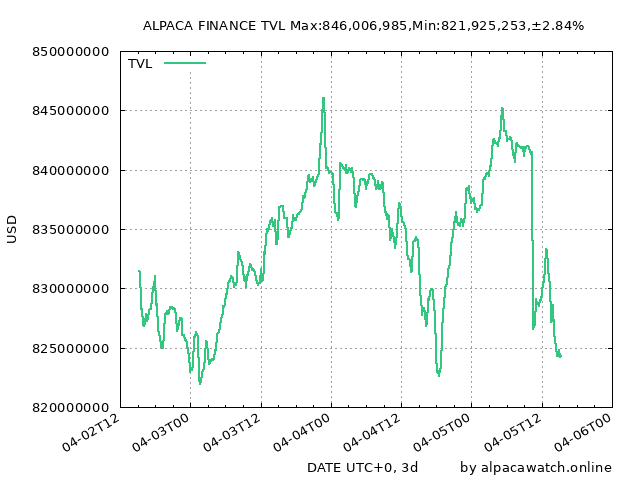 ALPACA FINANCE TVL Max:846,006,985,Min:821,925,253,±2.84%
850000000
TVL
845000000
840000000
835000000
USD
830000000
825000000
820000000
04-02T12
04-03T00
04-03T12
04-04T00
04-04T12
04-05T00
04-05T12
04-06T00
DATE UTC+0, 3d
by alpacawatch.online